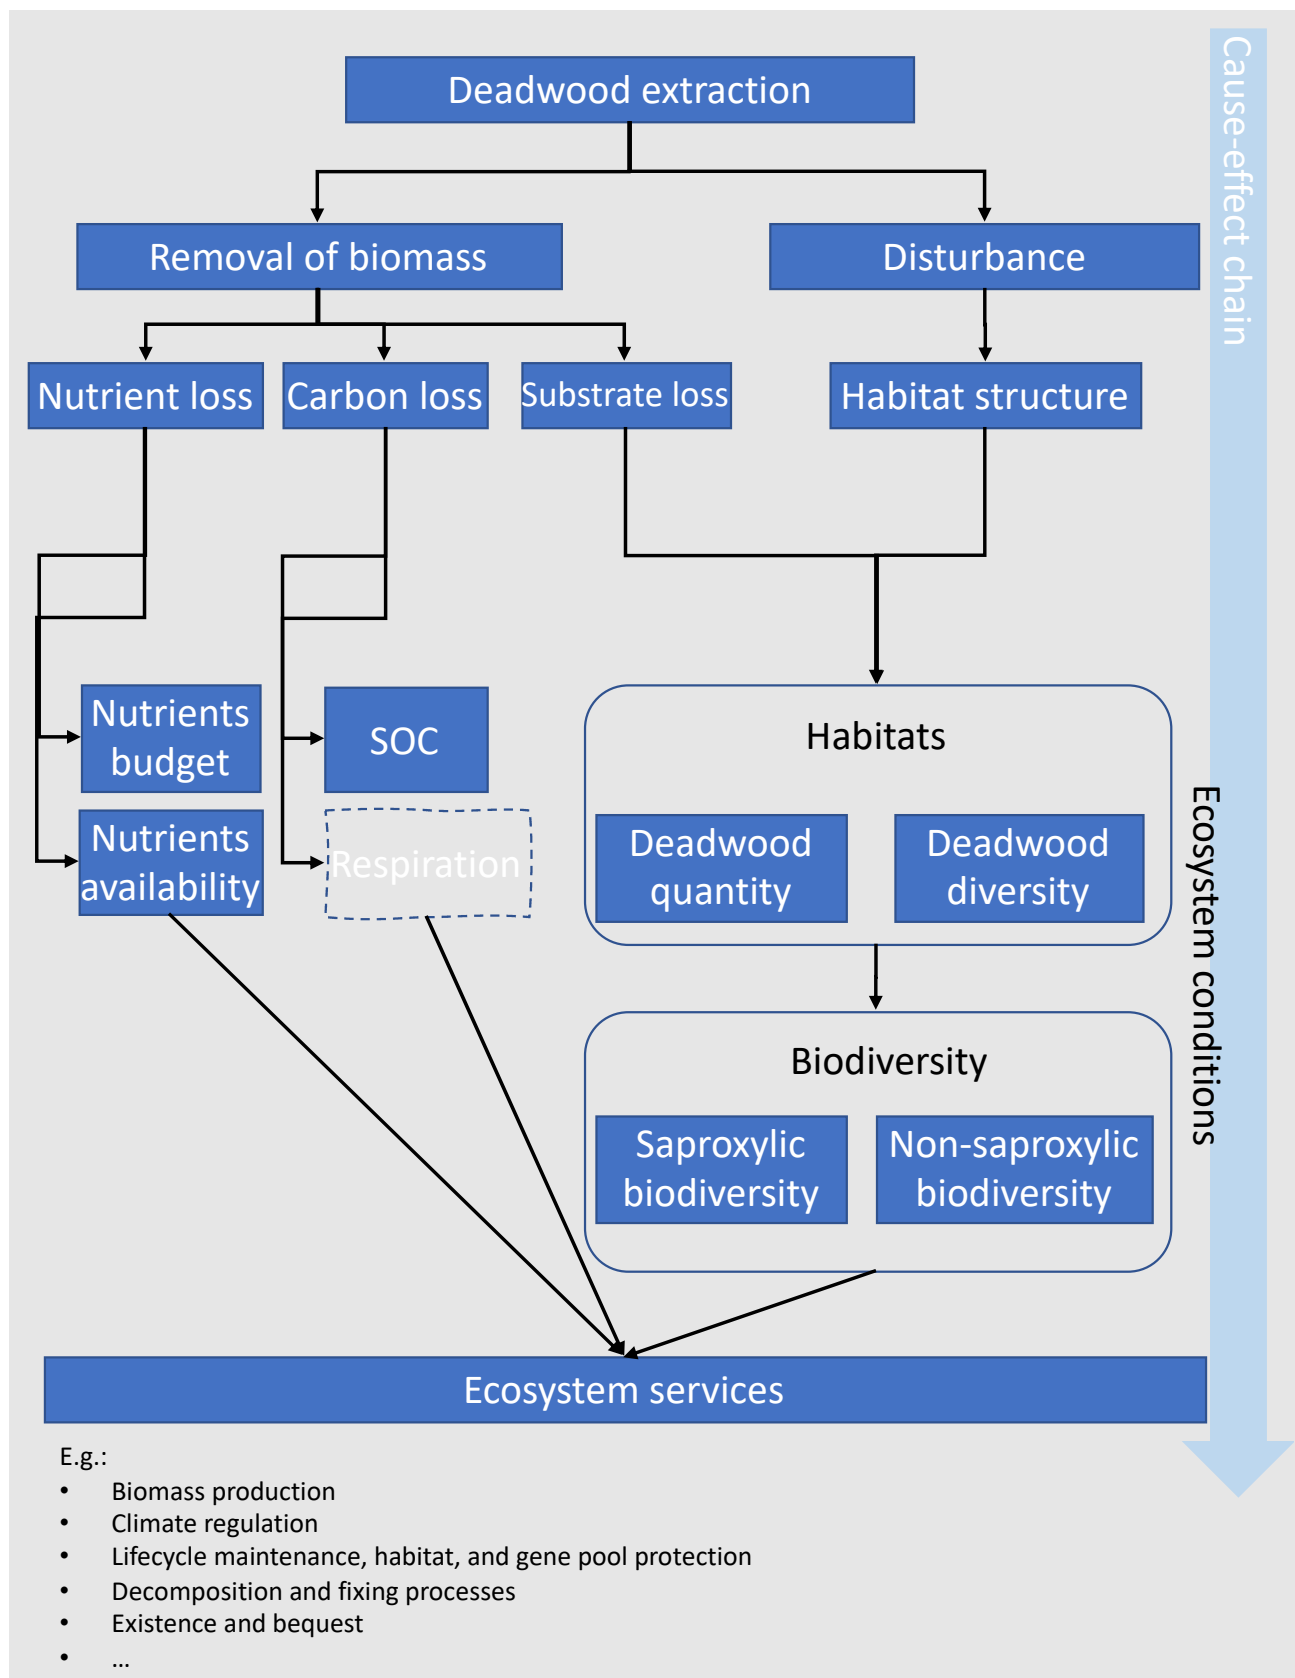 Deadwood extraction
Cause-effect chain
Removal of biomass
Disturbance
Nutrient loss
Carbon loss
Substrate loss
Habitat structure
Nutrients
budget
SOC
Habitats
Nutrients
availability
Respiration
Deadwood
quantity
Deadwood
diversity
Ecosystem conditions
Biodiversity
Saproxylic
biodiversity
Non-saproxylic
biodiversity
Ecosystem services
E.g.:
• Biomass production
• Climate regulation
• Lifecycle maintenance, habitat, and gene pool protection
• Decomposition and fixing processes
• Existence and bequest
• ...